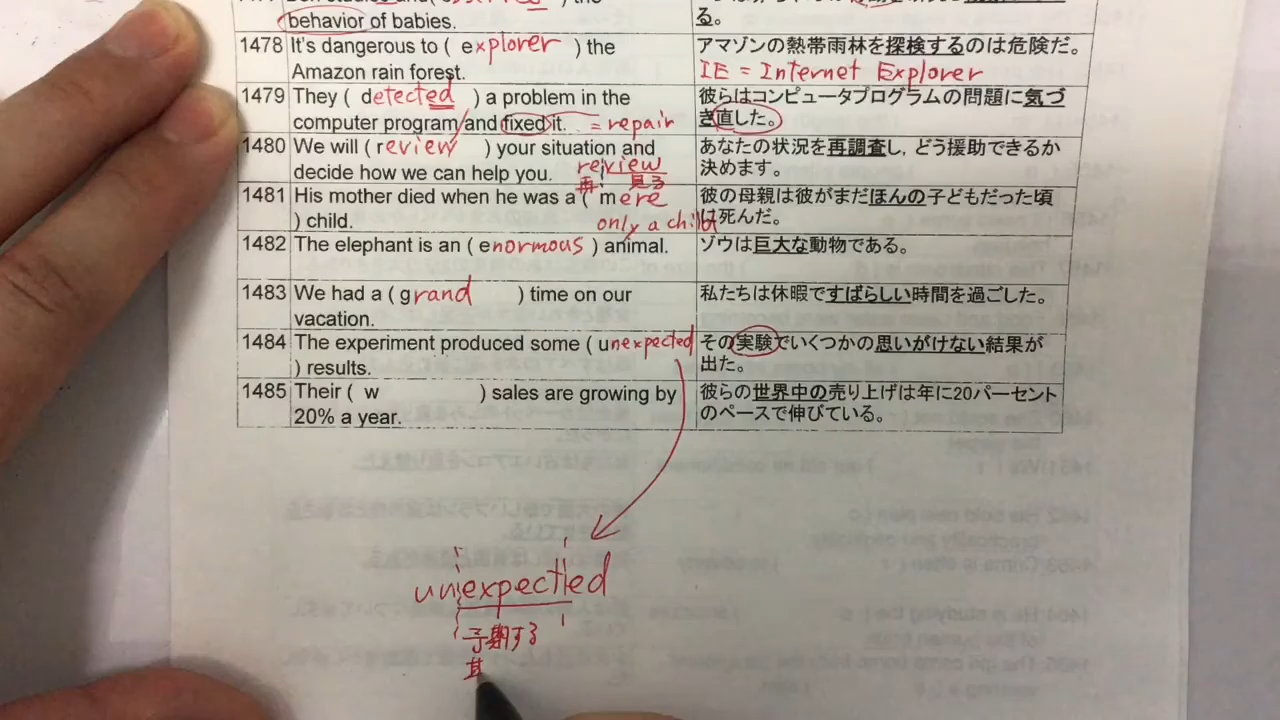 behavior of babies.
る。
1478 It's dangerous to ( explorer ) the
Amazon rain forest.
アマゾンの熱帯雨林を探検するのは危険だ。
IE = Internet Explorer
1479 They ( detected ) a problem in the
computer program and fixed it. = repair
彼らはコンピュータプログラムの問題に気づ
き直した。
1480 We will ( review ) your situation and
decide how we can help you. review
再 見る
あなたの状況を再調査し，どう援助できるか
決めます。
1481 His mother died when he was a ( mere
) child. only a child
彼の母親は彼がまだほんの子どもだった頃
に死んだ。
1482 The elephant is an ( enormous ) animal.
ゾウは巨大な動物である。
1483 We had a ( grand ) time on our
vacation.
私たちは休暇ですばらしい時間を過ごした。
1484 The experiment produced some ( unexpected
) results.
その実験でいくつかの思いがけない結果が
出た。
1485 Their ( w ) sales are growing by
20% a year.
彼らの世界中の売り上げは年に20パーセント
のペースで伸びている。
unexpected
予期する